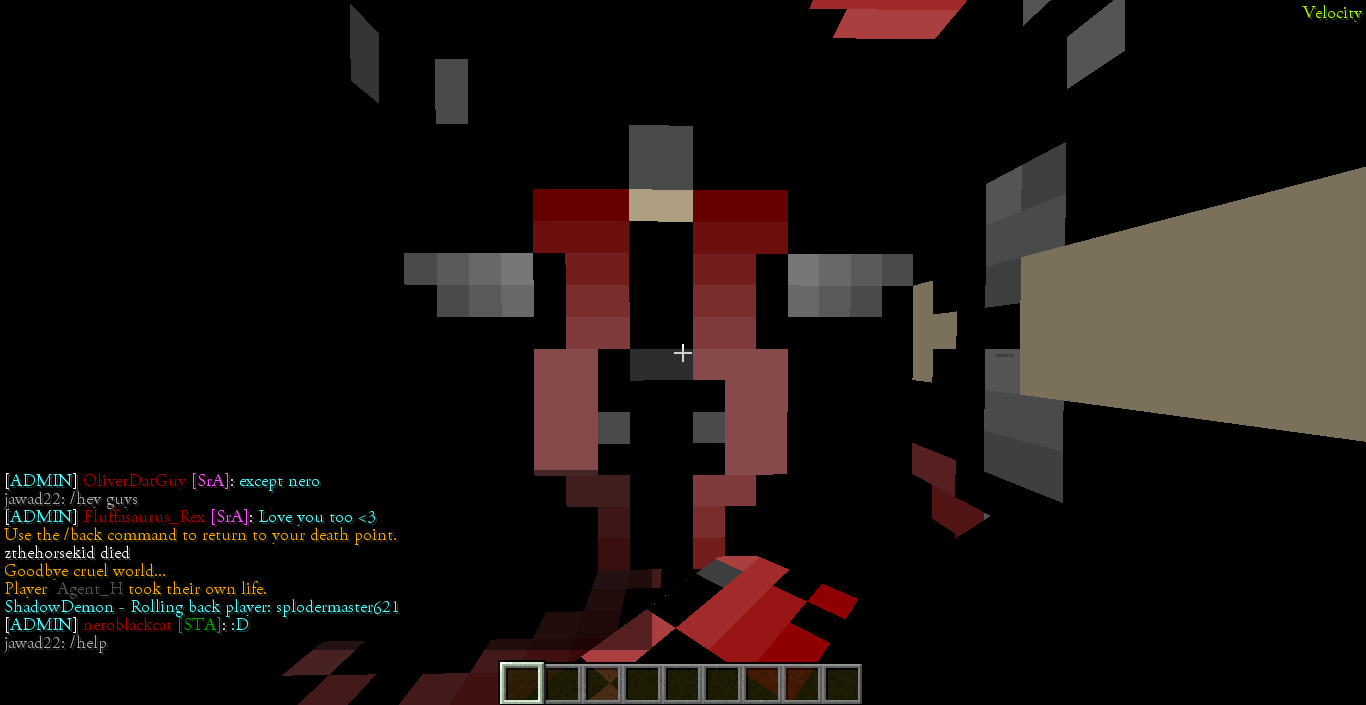 Velocity
[ADMIN] OliverDatGuy [SrA]: except nero
jawad22: /hey guys
[ADMIN] Fluffasaurus_Rex [SrA]: Love you too <3
Use the /back command to return to your death point.
zthehorsekid died
Goodbye cruel world...
Player Agent_H took their own life.
ShadowDemon - Rolling back player: splodermaster621
[ADMIN] neroblackcat [STA]: :D
jawad22: /help